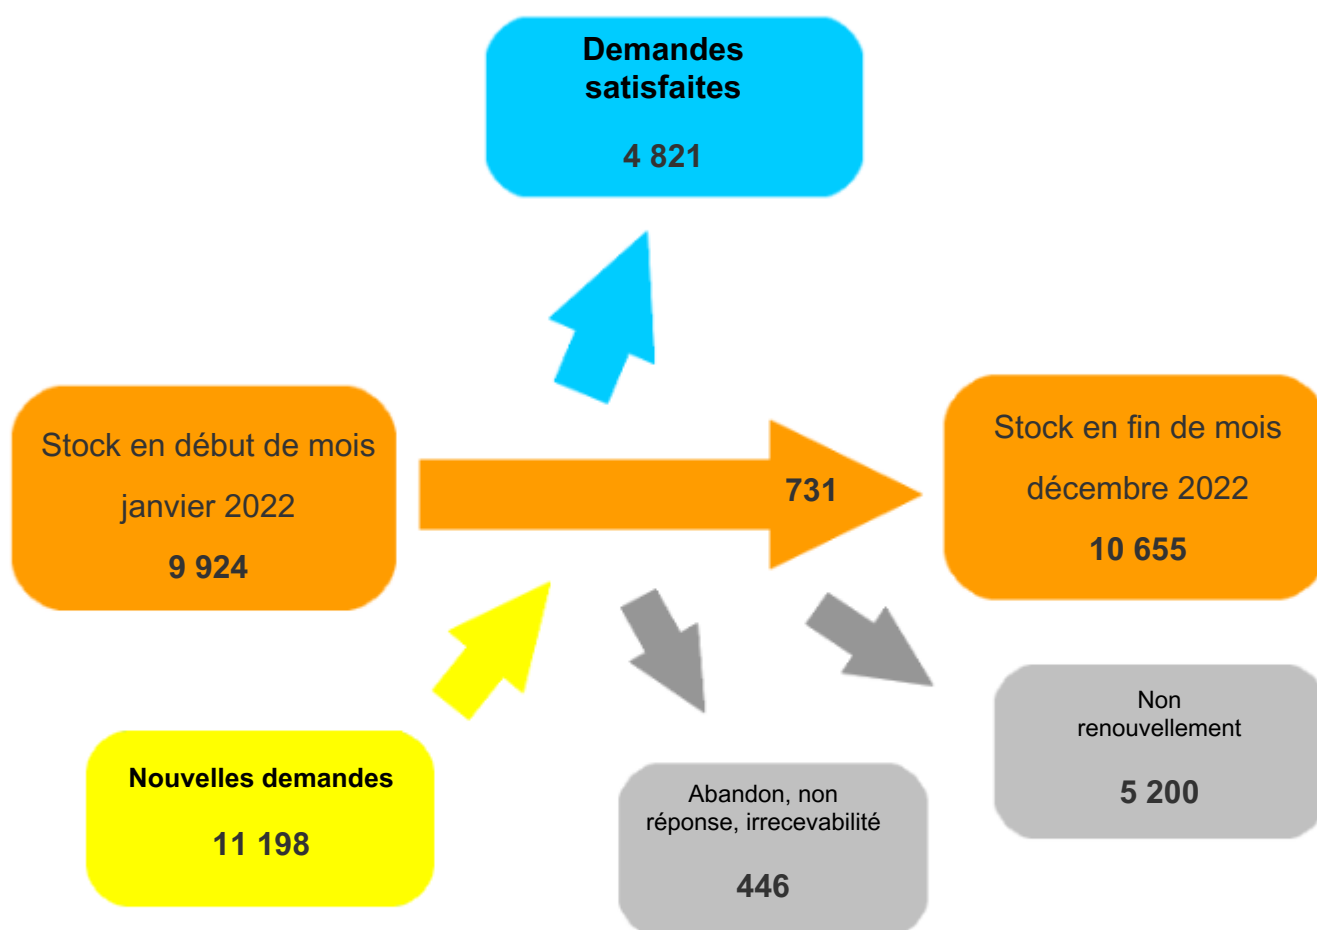 Demandes
satisfaites
4 821
Stock en début de mois
janvier 2022
9 924
731
Stock en fin de mois
décembre 2022
10 655
Nouvelles demandes
11 198
Abandon, non
réponse, irrecevabilité
446
Non
renouvellement
5 200